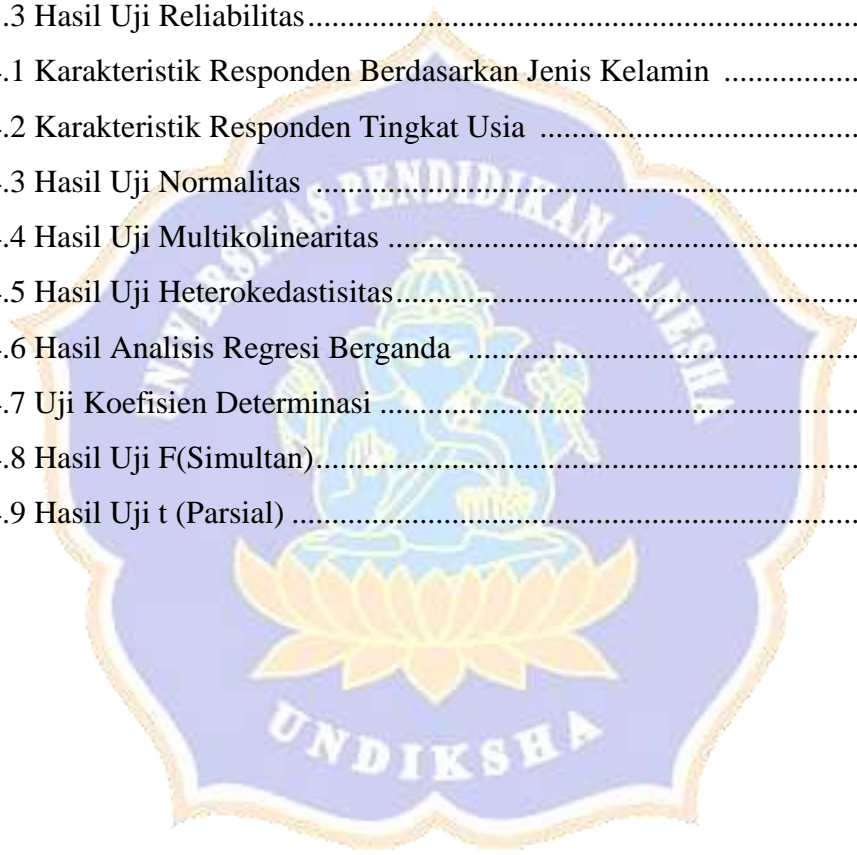 .3 Hasil Uji Reliabilitas................................................................................
.1 Karakteristik Responden Berdasarkan Jenis Kelamin ....................
.2 Karakteristik Responden Tingkat Usia ...............................................
.3 Hasil Uji Normalitas ................................................................................
.4 Hasil Uji Multikolinearitas ......................................................................
.5 Hasil Uji Heterokedastisitas....................................................................
.6 Hasil Analisis Regresi Berganda ..........................................................
.7 Uji Koefisien Determinasi .......................................................................
.8 Hasil Uji F(Simultan)................................................................................
.9 Hasil Uji t (Parsial) ...................................................................................
UNIVERSITAS PENDIDIKAN GANESHA
UNDIKSHA